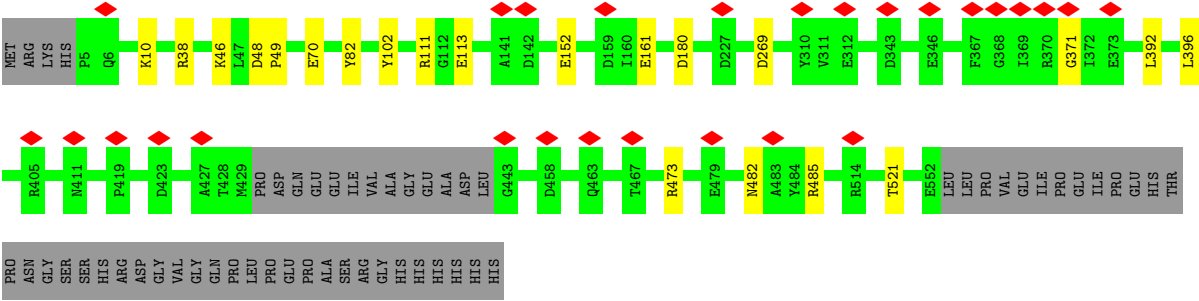 MET ARG LYS HIS P5 Q6 K10 R38 K46 L47 D48 P49 E70 Y82 Y102 R111 G112 E113 A141 D142 E152 D159 I160 E161 D180 D227 D269 Y310 V311 E312 D343 E346 F367 G368 I369 R370 G371 I372 E373 L392 L396
R405 N411 P419 D423 A427 T428 M429 PRO ASP GLN GLU GLU ILE VAL ALA GLY GLU ALA ASP LEU G443 D458 Q463 T467 R473 E479 N482 A483 Y484 R485 R514 T521 E552 LEU LEU PRO VAL GLU ILE PRO GLU ILE PRO GLU HIS THR
PRO ASN GLY SER SER HIS ARG ASP GLY VAL GLY GLN PRO LEU PRO GLU PRO ALA SER ARG GLY HIS HIS HIS HIS HIS HIS